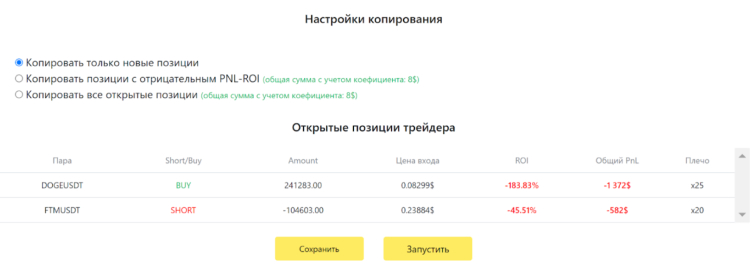 Настройки копирования
Копировать только новые позиции
Копировать позиции с отрицательным PNL-ROI (общая сумма с учетом коефициента: 8$)
Копировать все открытые позиции (общая сумма с учетом коефициента: 8$)
Открытые позиции трейдера
Пара Short/Buy Amount Цена входа ROI Общий PnL Плечо
DOGEUSDT BUY 241283.00 0.08299$ -183.83% -1 372$ x25
FTMUSDT SHORT -104603.00 0.23884$ -45.51% -582$ x20
Сохранить Запустить